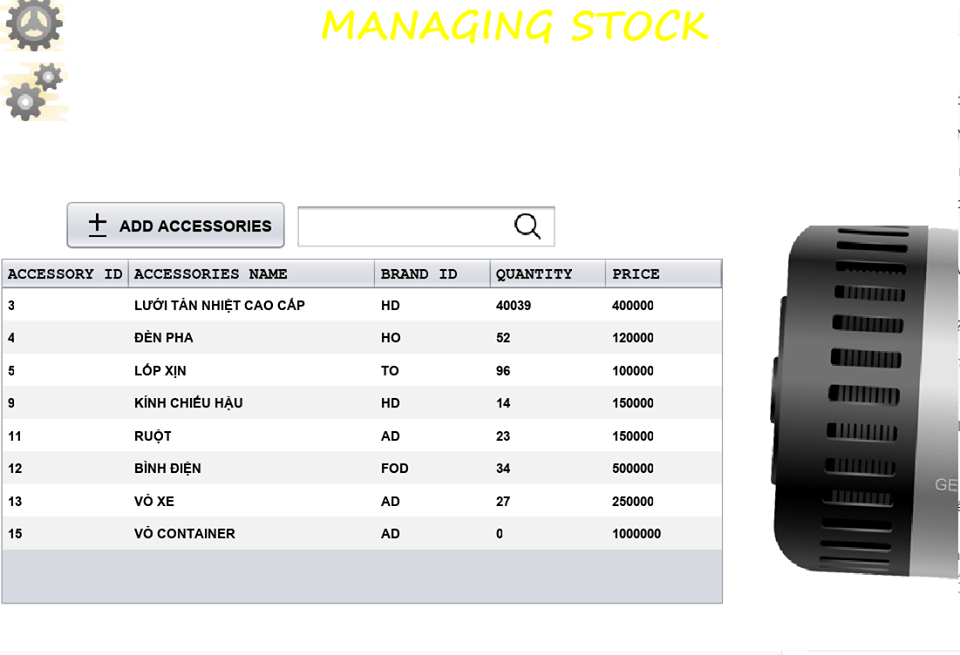 MANAGING STOCK
ADD ACCESSORIES
ACCESSORY ID ACCESSORIES NAME BRAND ID QUANTITY PRICE
3 LƯỚI TẢN NHIỆT CAO CẤP HD 40039 400000
4 ĐÈN PHA HO 52 120000
5 LỐP XỊN TO 96 100000
9 KÍNH CHIẾU HẬU HD 14 150000
11 RUỘT AD 23 150000
12 BÌNH ĐIỆN FOD 34 500000
13 VỎ XE AD 27 250000
15 VỎ CONTAINER AD 0 1000000
GE